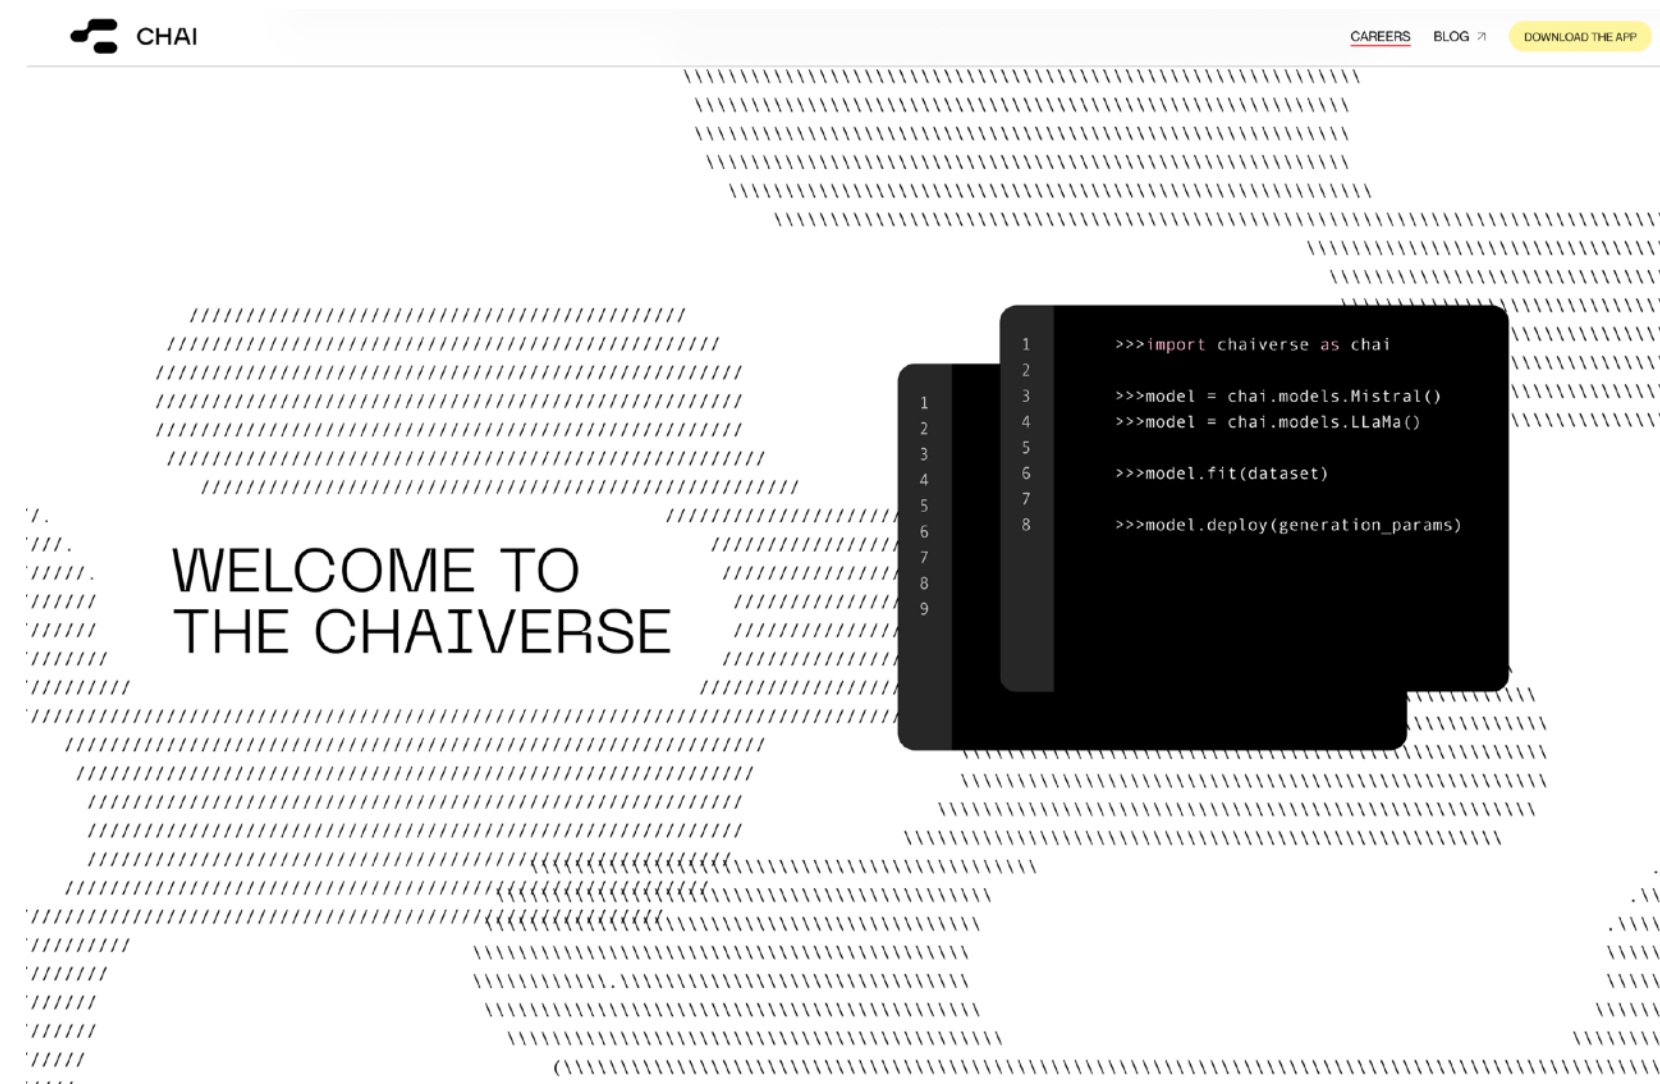 CHAI
CAREERS
BLOG ↗
DOWNLOAD THE APP
WELCOME TO
THE CHAIVERSE
1
2
3
4
5
6
7
8
9
1 >>>import chaiverse as chai
2
3 >>>model = chai.models.Mistral()
4 >>>model = chai.models.LLaMa()
5
6 >>>model.fit(dataset)
7
8 >>>model.deploy(generation_params)